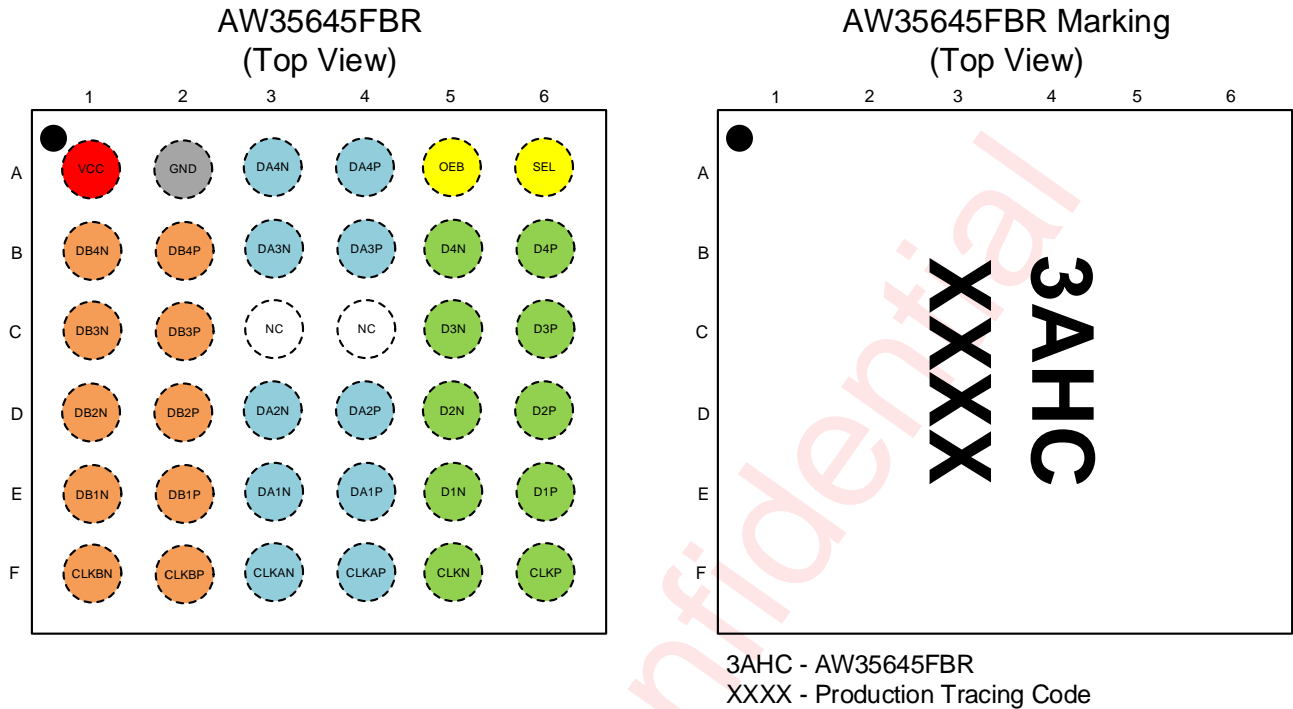 AW35645FBR
(Top View)
1 2 3 4 5 6
A VCC GND DA4N DA4P OEB SEL
B DB4N DB4P DA3N DA3P D4N D4P
C DB3N DB3P NC NC D3N D3P
D DB2N DB2P DA2N DA2P D2N D2P
E DB1N DB1P DA1N DA1P D1N D1P
F CLKBN CLKBP CLKAN CLKAP CLKN CLKP
AW35645FBR Marking
(Top View)
1 2 3 4 5 6
A
B
C
D
E
F
3AHC
XXXX
3AHC - AW35645FBR
XXXX - Production Tracing Code
nfidential